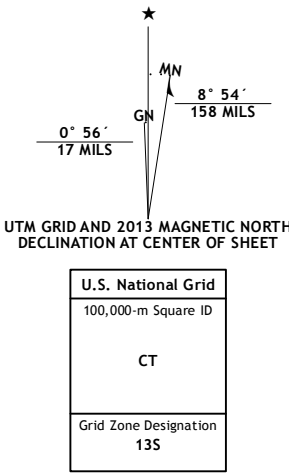 MN
GN
8° 54´
158 MILS
0° 56´
17 MILS
UTM GRID AND 2013 MAGNETIC NORTH
DECLINATION AT CENTER OF SHEET
U.S. National Grid
100,000-m Square ID
CT
Grid Zone Designation
13S